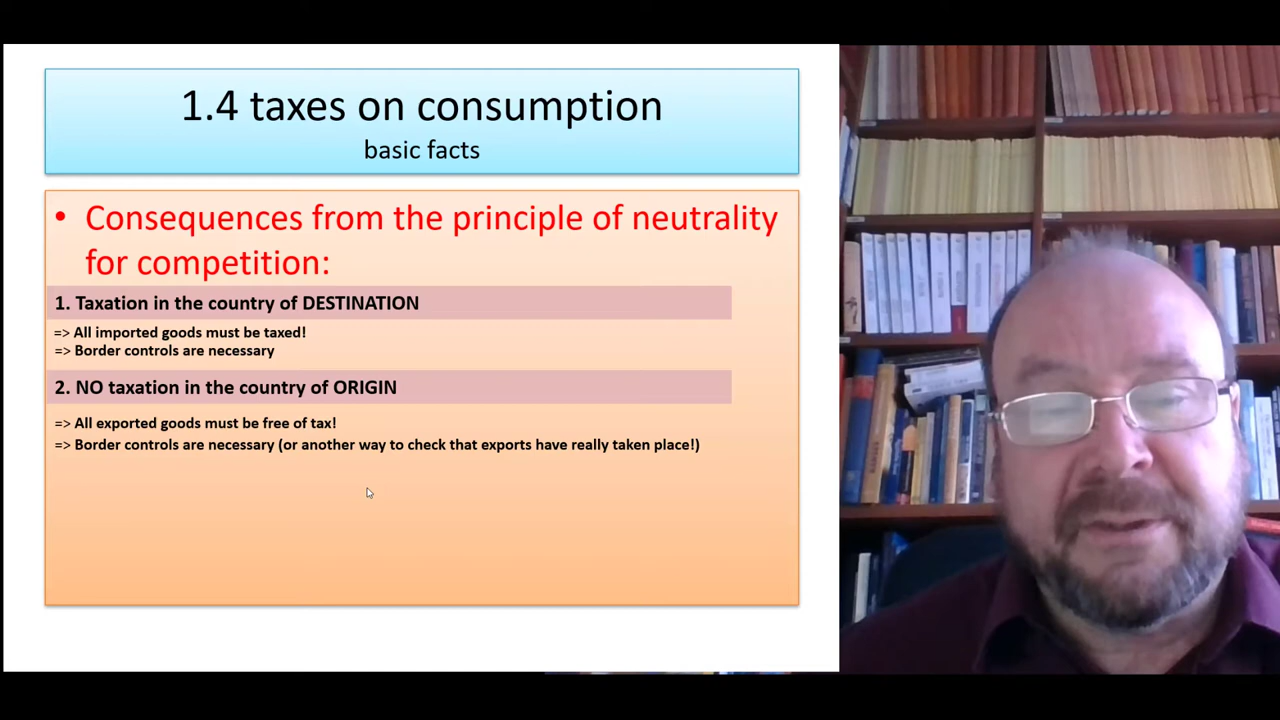 1.4 taxes on consumption
basic facts
• Consequences from the principle of neutrality
for competition:
1. Taxation in the country of DESTINATION
=> All imported goods must be taxed!
=> Border controls are necessary
2. NO taxation in the country of ORIGIN
=> All exported goods must be free of tax!
=> Border controls are necessary (or another way to check that exports have really taken place!)